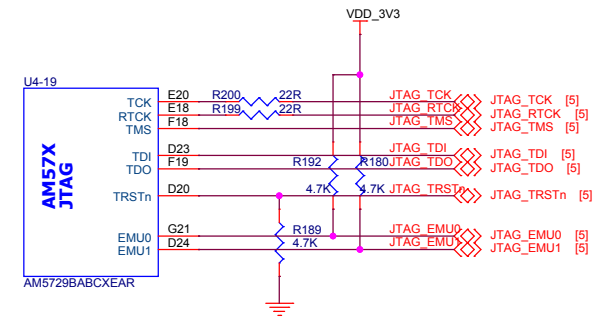 VDD_3V3
U4-19
TCK E20 R200 22R JTAG_TCK JTAG_TCK [5]
RTCK E18 R199 22R JTAG_RTCK JTAG_RTCK [5]
TMS F18 JTAG_TMS JTAG_TMS [5]
TDI D23 JTAG_TDI JTAG_TDI [5]
TDO F19 R192 R180 JTAG_TDO JTAG_TDO [5]
TRSTn D20 4.7K 4.7K JTAG_TRSTn JTAG_TRSTn [5]
AM57X
JTAG
EMU0 G21 R189 JTAG_EMU0 JTAG_EMU0 [5]
EMU1 D24 4.7K JTAG_EMU1 JTAG_EMU1 [5]
AM5729BABCXEAR